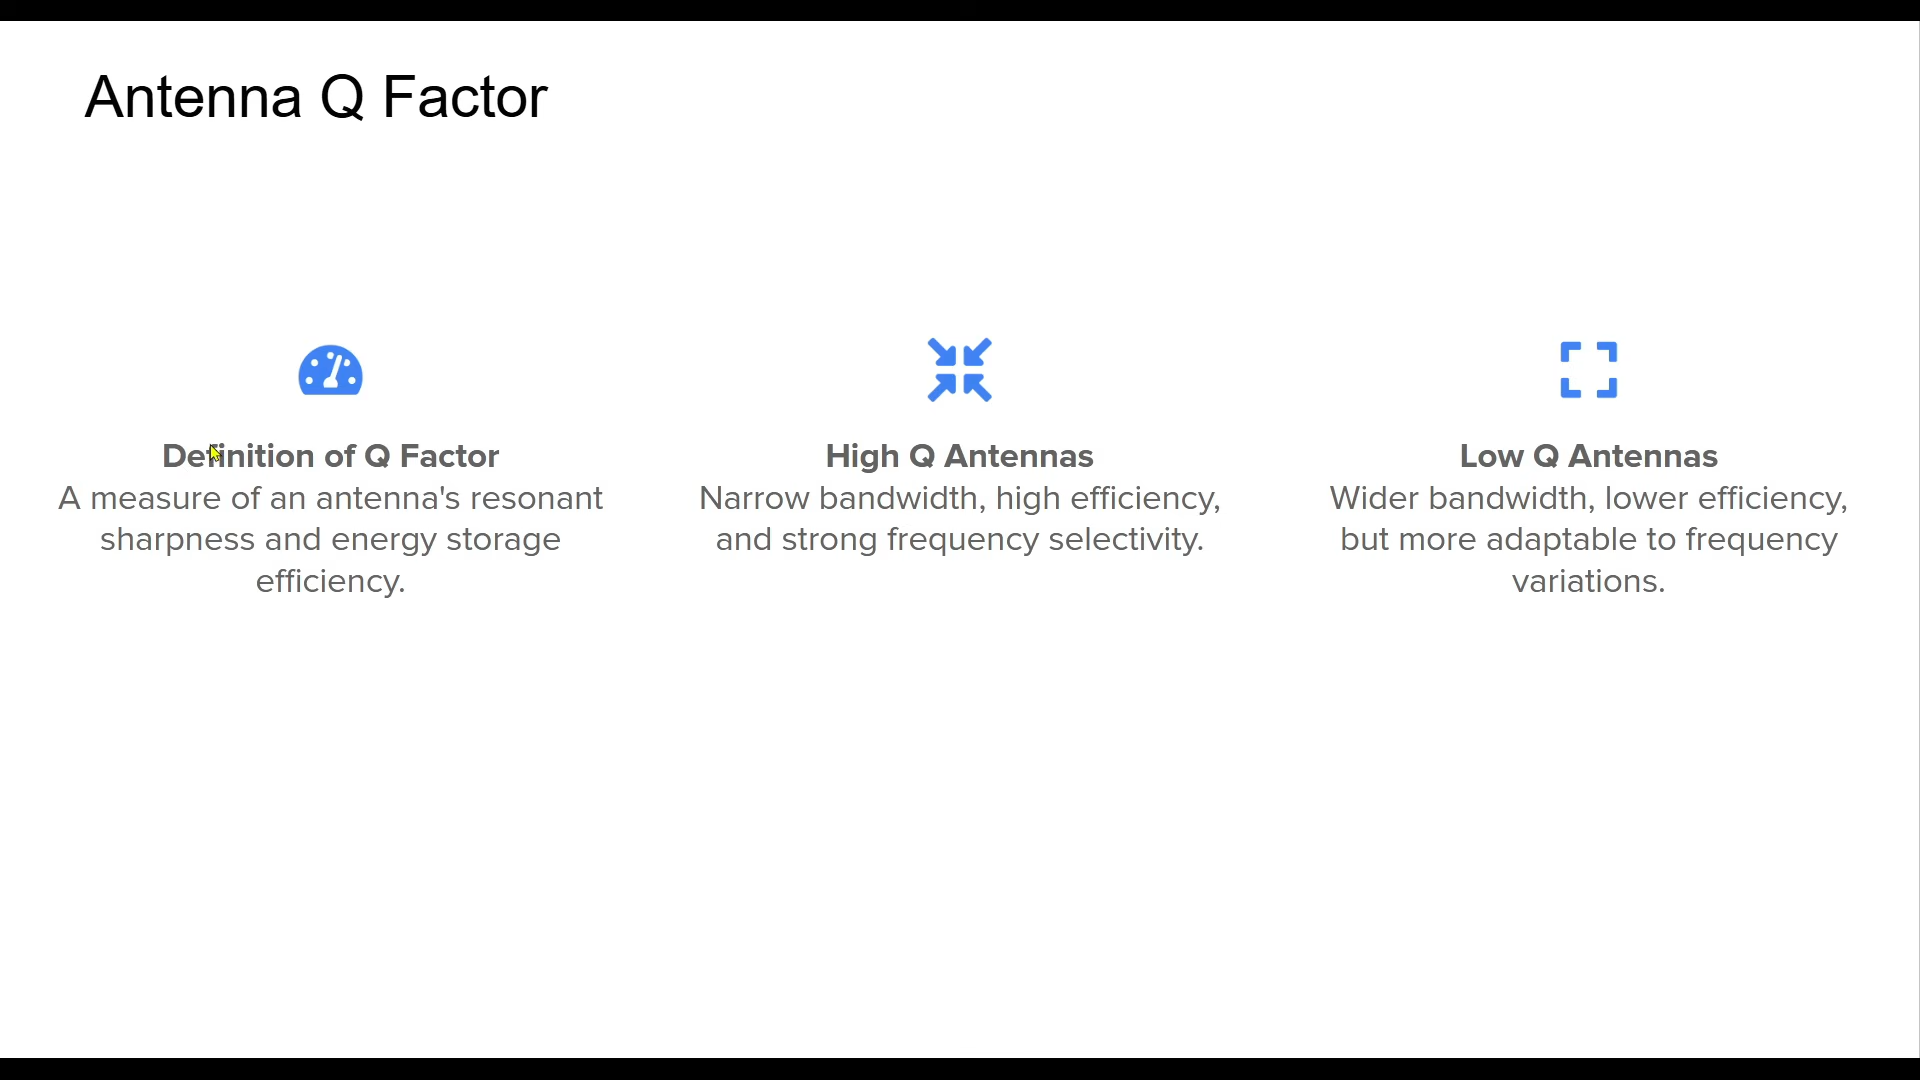 Antenna Q Factor
Definition of Q Factor
A measure of an antenna's resonant
sharpness and energy storage
efficiency.
High Q Antennas
Narrow bandwidth, high efficiency,
and strong frequency selectivity.
Low Q Antennas
Wider bandwidth, lower efficiency,
but more adaptable to frequency
variations.